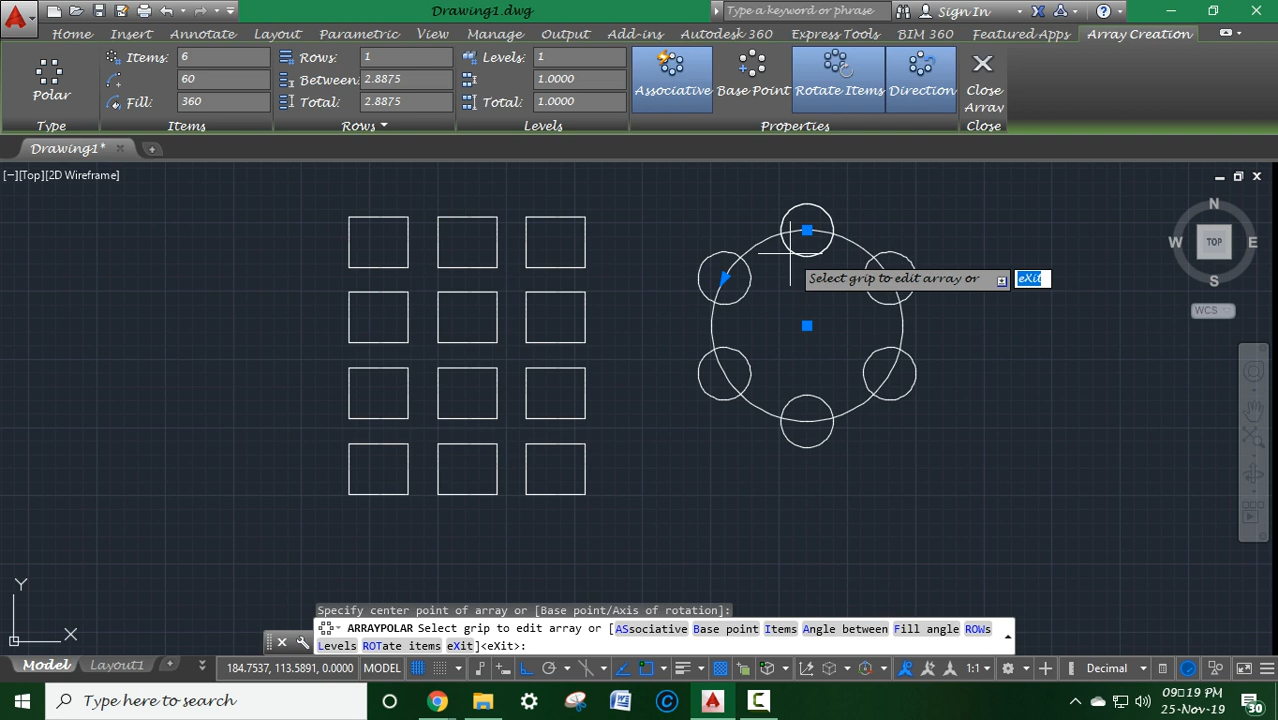 Drawing1.dwg
Type a keyword or phrase
Sign In
Home Insert Annotate Layout Parametric View Manage Output Add-ins Autodesk 360 Express Tools BIM 360 Featured Apps Array Creation
Polar
Items: 6
60
Fill: 360
Rows: 1
Between: 2.8875
Total: 2.8875
Levels: 1
1.0000
Total: 1.0000
Associative Base Point Rotate Items Direction Close Array
Type Items Rows Levels Properties Close
Drawing1*
[−][Top][2D Wireframe]
N
W TOP E
S
WCS
Select grip to edit array or eXit
Y
X
Specify center point of array or [Base point/Axis of rotation]:
ARRAYPOLAR Select grip to edit array or [ASsociative Base point Items Angle between Fill angle ROWs
Levels ROTate items eXit]<eXit>:
Model Layout1 +
184.7537, 113.5891, 0.0000 MODEL 1:1 Decimal
Type here to search
09:19 PM
25-Nov-19
30